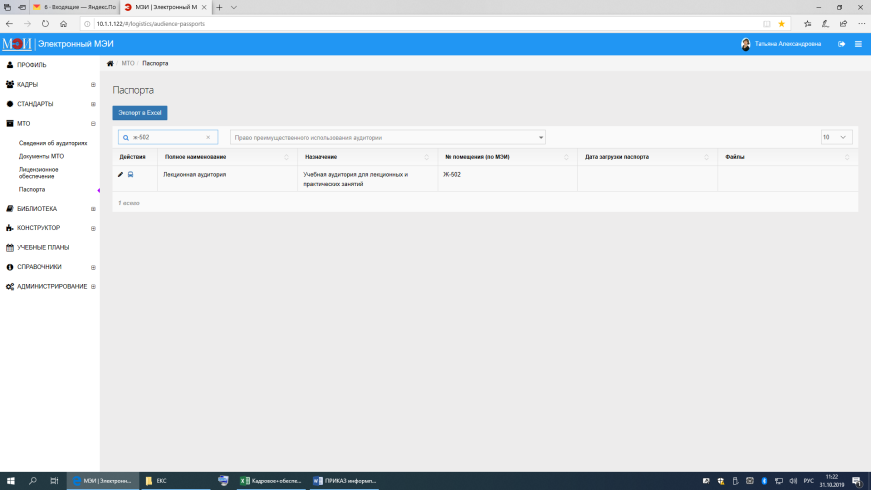 6 - Входящие — Яндекс.По
МЭИ | Электронный М
10.1.1.122/#/logistics/audience-passports
МЭИ | Электронный МЭИ
Татьяна Александровна
ПРОФИЛЬ
КАДРЫ
СТАНДАРТЫ
МТО
Сведения об аудиториях
Документы МТО
Лицензионное
обеспечение
Паспорта
БИБЛИОТЕКА
КОНСТРУКТОР
УЧЕБНЫЕ ПЛАНЫ
СПРАВОЧНИКИ
АДМИНИСТРИРОВАНИЕ
/ МТО / Паспорта
Паспорта
Экспорт в Excel
ж-502
Право преимущественного использования аудитории
10
Действия Полное наименование Назначение № помещения (по МЭИ) Дата загрузки паспорта Файлы
Лекционная аудитория Учебная аудитория для лекционных и Ж-502
практических занятий
1 всего
МЭИ | Электронн...
ЕКС
Кадровое+обеспе...
ПРИКАЗ информп...
РУС
11:22
31.10.2019